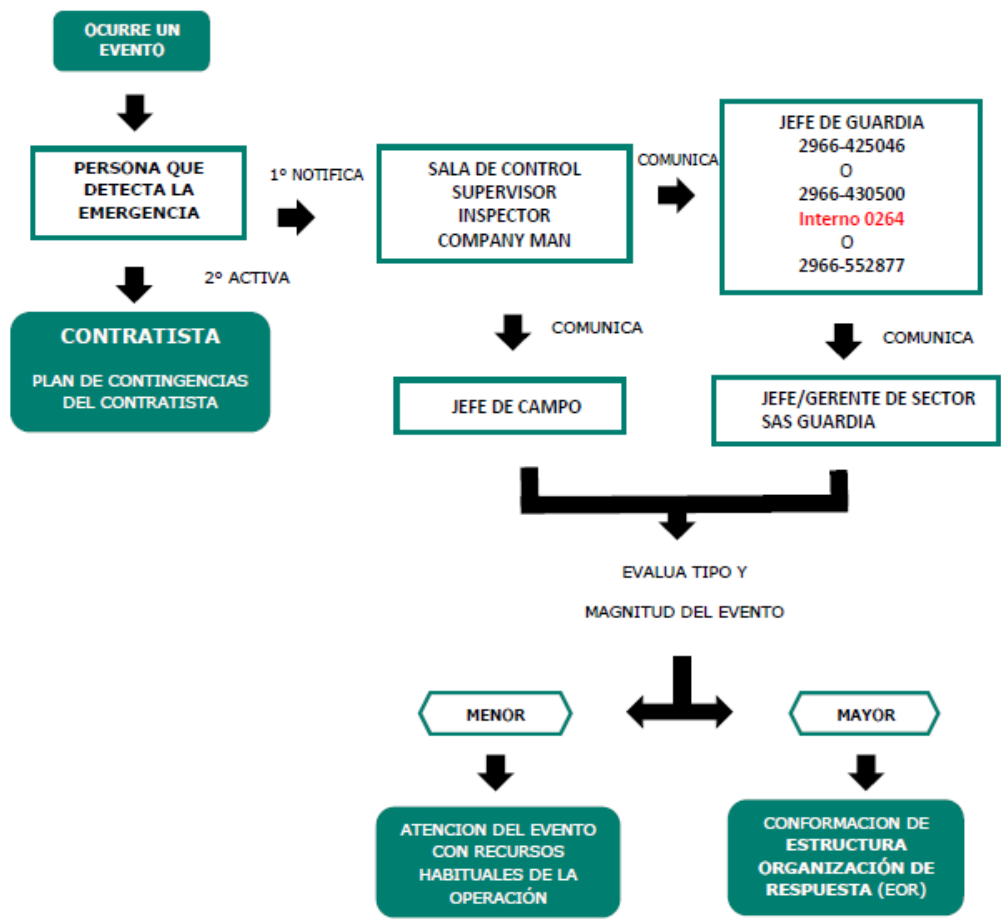 OCURRE UN
EVENTO
PERSONA QUE
DETECTA LA
EMERGENCIA
1º NOTIFICA
SALA DE CONTROL
SUPERVISOR
INSPECTOR
COMPANY MAN
COMUNICA
JEFE DE GUARDIA
2966-425046
O
2966-430500
Interno 0264
O
2966-552877
2º ACTIVA
CONTRATISTA
PLAN DE CONTINGENCIAS
DEL CONTRATISTA
COMUNICA
COMUNICA
JEFE DE CAMPO
JEFE/GERENTE DE SECTOR
SAS GUARDIA
EVALUA TIPO Y
MAGNITUD DEL EVENTO
MENOR
MAYOR
ATENCION DEL EVENTO
CON RECURSOS
HABITUALES DE LA
OPERACIÓN
CONFORMACION DE
ESTRUCTURA
ORGANIZACIÓN DE
RESPUESTA (EOR)